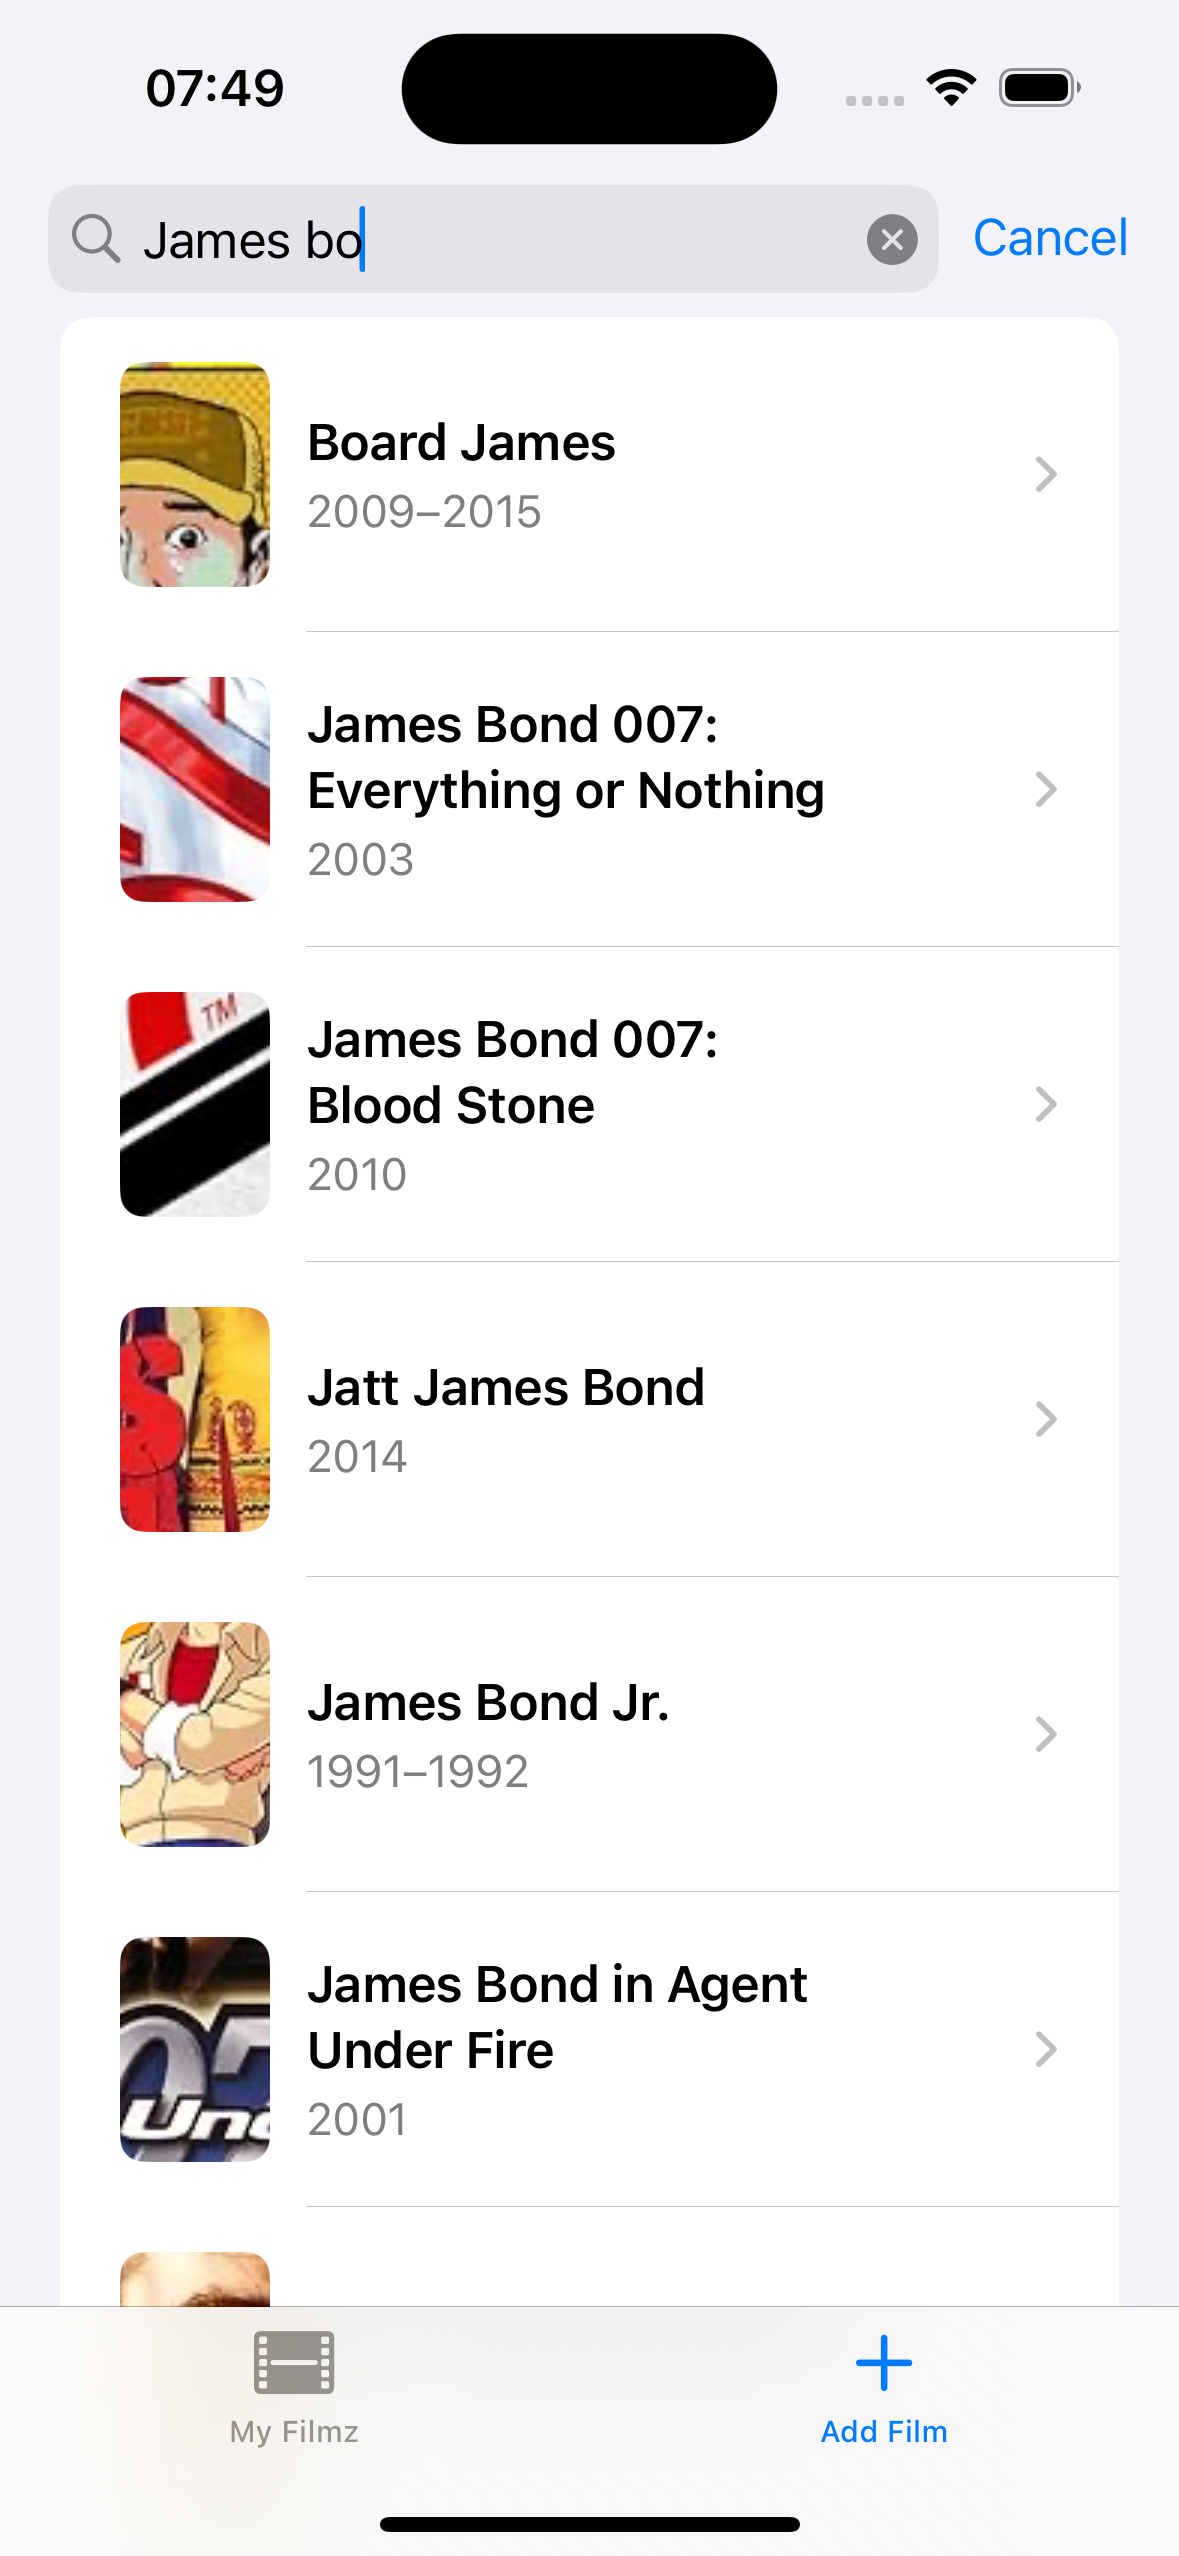 07:49
James bo
Cancel
Board James
2009–2015
James Bond 007:
Everything or Nothing
2003
TM
James Bond 007:
Blood Stone
2010
Jatt James Bond
2014
James Bond Jr.
1991–1992
James Bond in Agent
Under Fire
2001
My Filmz
Add Film